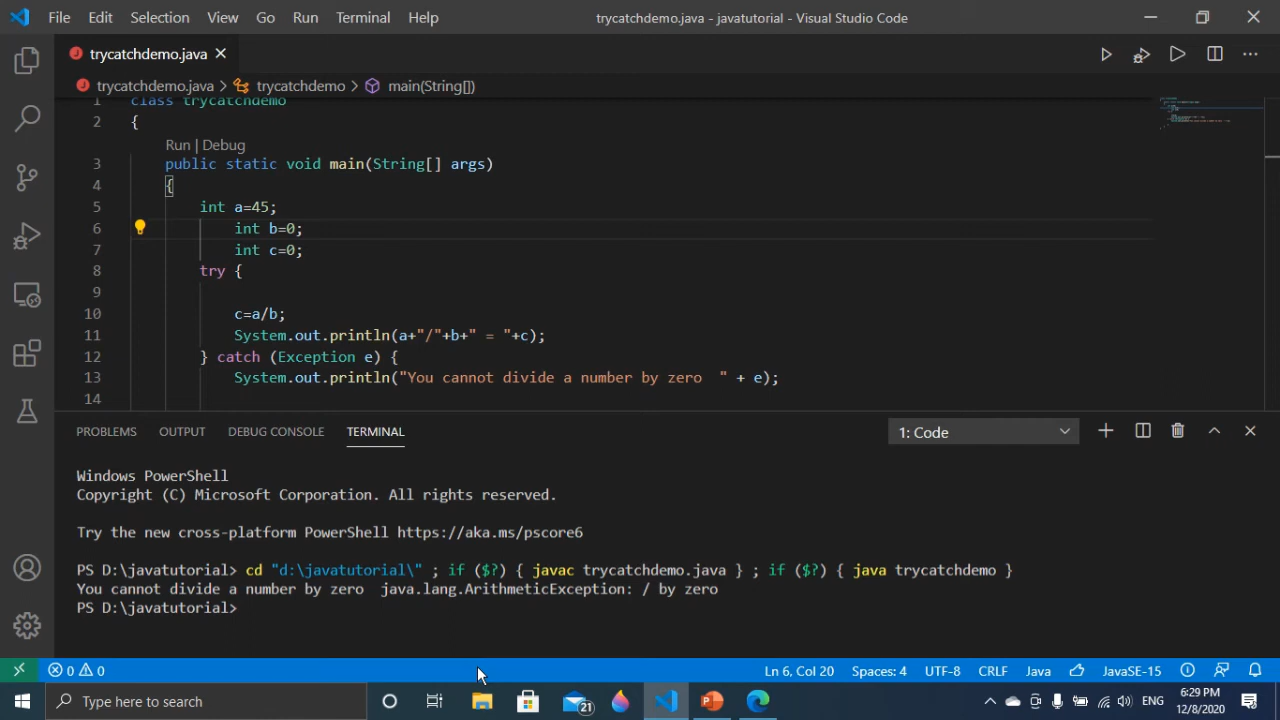 File Edit Selection View Go Run Terminal Help trycatchdemo.java - javatutorial - Visual Studio Code
trycatchdemo.java
trycatchdemo.java > trycatchdemo > main(String[])
1 class trycatchdemo
2 {
Run | Debug
3 public static void main(String[] args)
4 {
5 int a=45;
6 int b=0;
7 int c=0;
8 try {
9
10 c=a/b;
11 System.out.println(a+"/"+b+" = "+c);
12 } catch (Exception e) {
13 System.out.println("You cannot divide a number by zero  " + e);
14
PROBLEMS OUTPUT DEBUG CONSOLE TERMINAL 1: Code
Windows PowerShell
Copyright (C) Microsoft Corporation. All rights reserved.
Try the new cross-platform PowerShell https://aka.ms/pscore6
PS D:\javatutorial> cd "d:\javatutorial\" ; if ($?) { javac trycatchdemo.java } ; if ($?) { java trycatchdemo }
You cannot divide a number by zero  java.lang.ArithmeticException: / by zero
PS D:\javatutorial>
0 0 Ln 6, Col 20 Spaces: 4 UTF-8 CRLF Java JavaSE-15
Type here to search 21 ENG 6:29 PM
12/8/2020